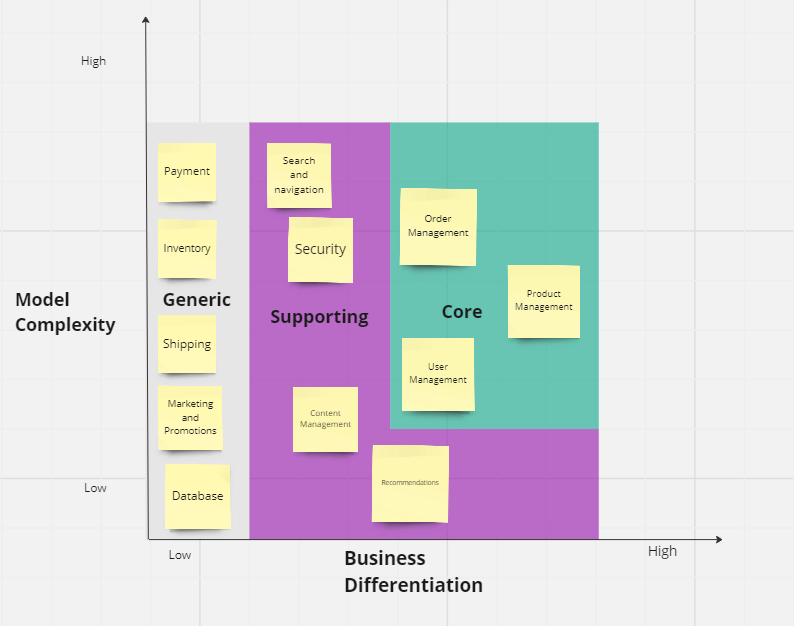 High
Payment
Search
and
navigation
Order
Management
Inventory
Security
Generic
Product
Management
Model
Complexity
Supporting
Core
Shipping
User
Management
Marketing
and
Promotions
Content
Management
Recommendations
Low
Database
Low
High
Business
Differentiation